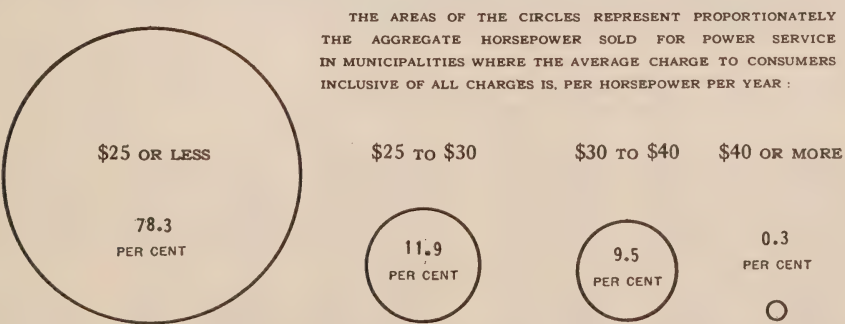 THE AREAS OF THE CIRCLES REPRESENT PROPORTIONATELY
THE AGGREGATE HORSEPOWER SOLD FOR POWER SERVICE
IN MUNICIPALITIES WHERE THE AVERAGE CHARGE TO CONSUMERS
INCLUSIVE OF ALL CHARGES IS, PER HORSEPOWER PER YEAR :
$25 OR LESS
78.3
PER CENT
$25 TO $30
11.9
PER CENT
$30 TO $40
9.5
PER CENT
$40 OR MORE
0.3
PER CENT